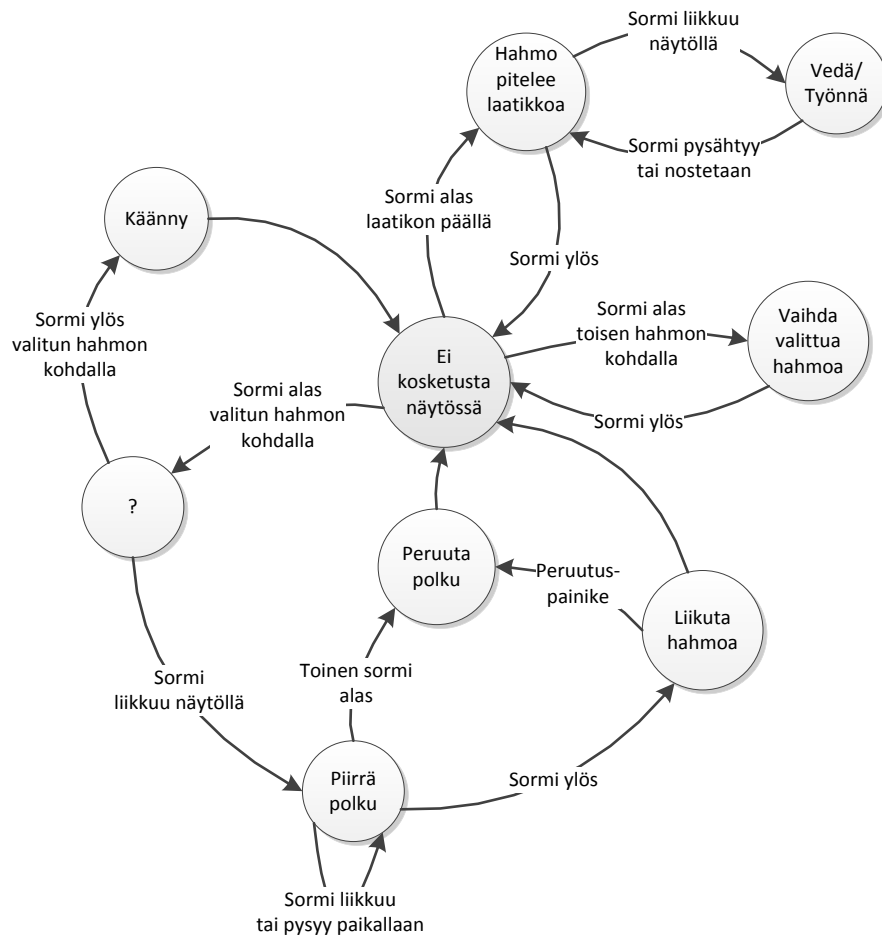 Sormi liikkuu
näytöllä
Hahmo
pitelee
laatikkoa
Vedä/
Työnnä
Sormi pysähtyy
tai nostetaan
Sormi alas
laatikon päällä
Käänny
Sormi ylös
Sormi ylös
valitun hahmon
kohdalla
Sormi alas
toisen hahmon
kohdalla
Vaihda
valittua
hahmoa
Ei
kosketusta
näytössä
Sormi alas
valitun hahmon
kohdalla
Sormi ylös
?
Peruuta
polku
Peruutus-
painike
Liikuta
hahmoa
Sormi
liikkuu näytöllä
Toinen sormi
alas
Piirrä
polku
Sormi ylös
Sormi liikkuu
tai pysyy paikallaan